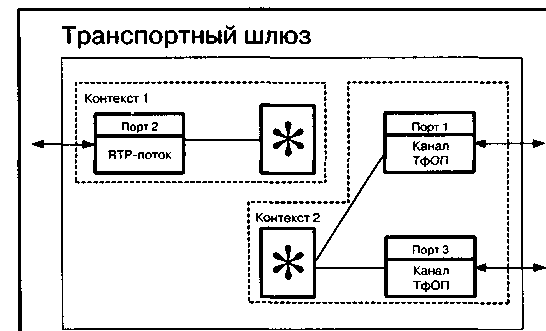 Транспортный шлюз
Контекст 1
Порт 2
RTP-поток
Порт 1
Канал
ТфОП
Контекст 2
Порт 3
Канал
ТфОП